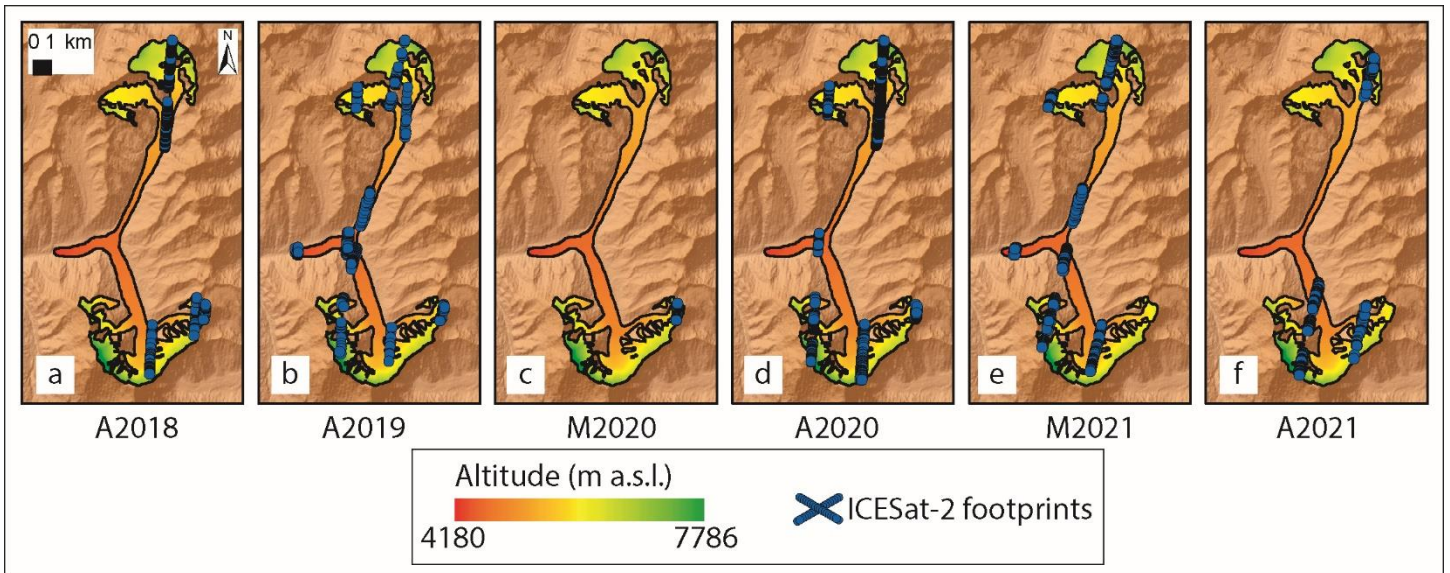 0 1 km
N
a
b
c
d
e
f
A2018
A2019
M2020
A2020
M2021
A2021
Altitude (m a.s.l.)
4180
7786
ICESat-2 footprints